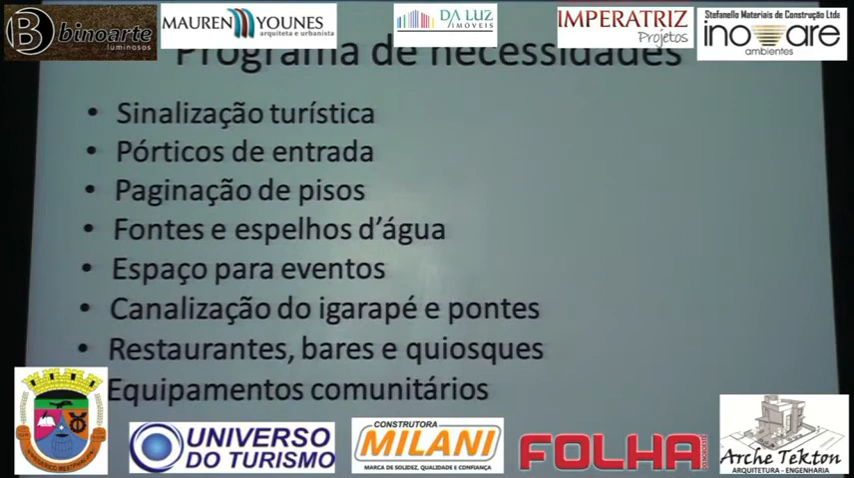 binoarte
luminosos
MAUREN YOUNES
arquiteta e urbanista
DA LUZ
IMÓVEIS
IMPERATRIZ
Projetos
Stefanello Materiais de Construção Ltda
inovare
ambientes
Programa de necessidades
• Sinalização turística
• Pórticos de entrada
• Paginação de pisos
• Fontes e espelhos d’água
• Espaço para eventos
• Canalização do igarapé e pontes
• Restaurantes, bares e quiosques
Equipamentos comunitários
UNIVERSO
DO TURISMO
CONSTRUTORA
MILANI
MARCA DE SOLIDEZ, QUALIDADE E CONFIANÇA
FOLHA
Arche Tekton
ARQUITETURA - ENGENHARIA